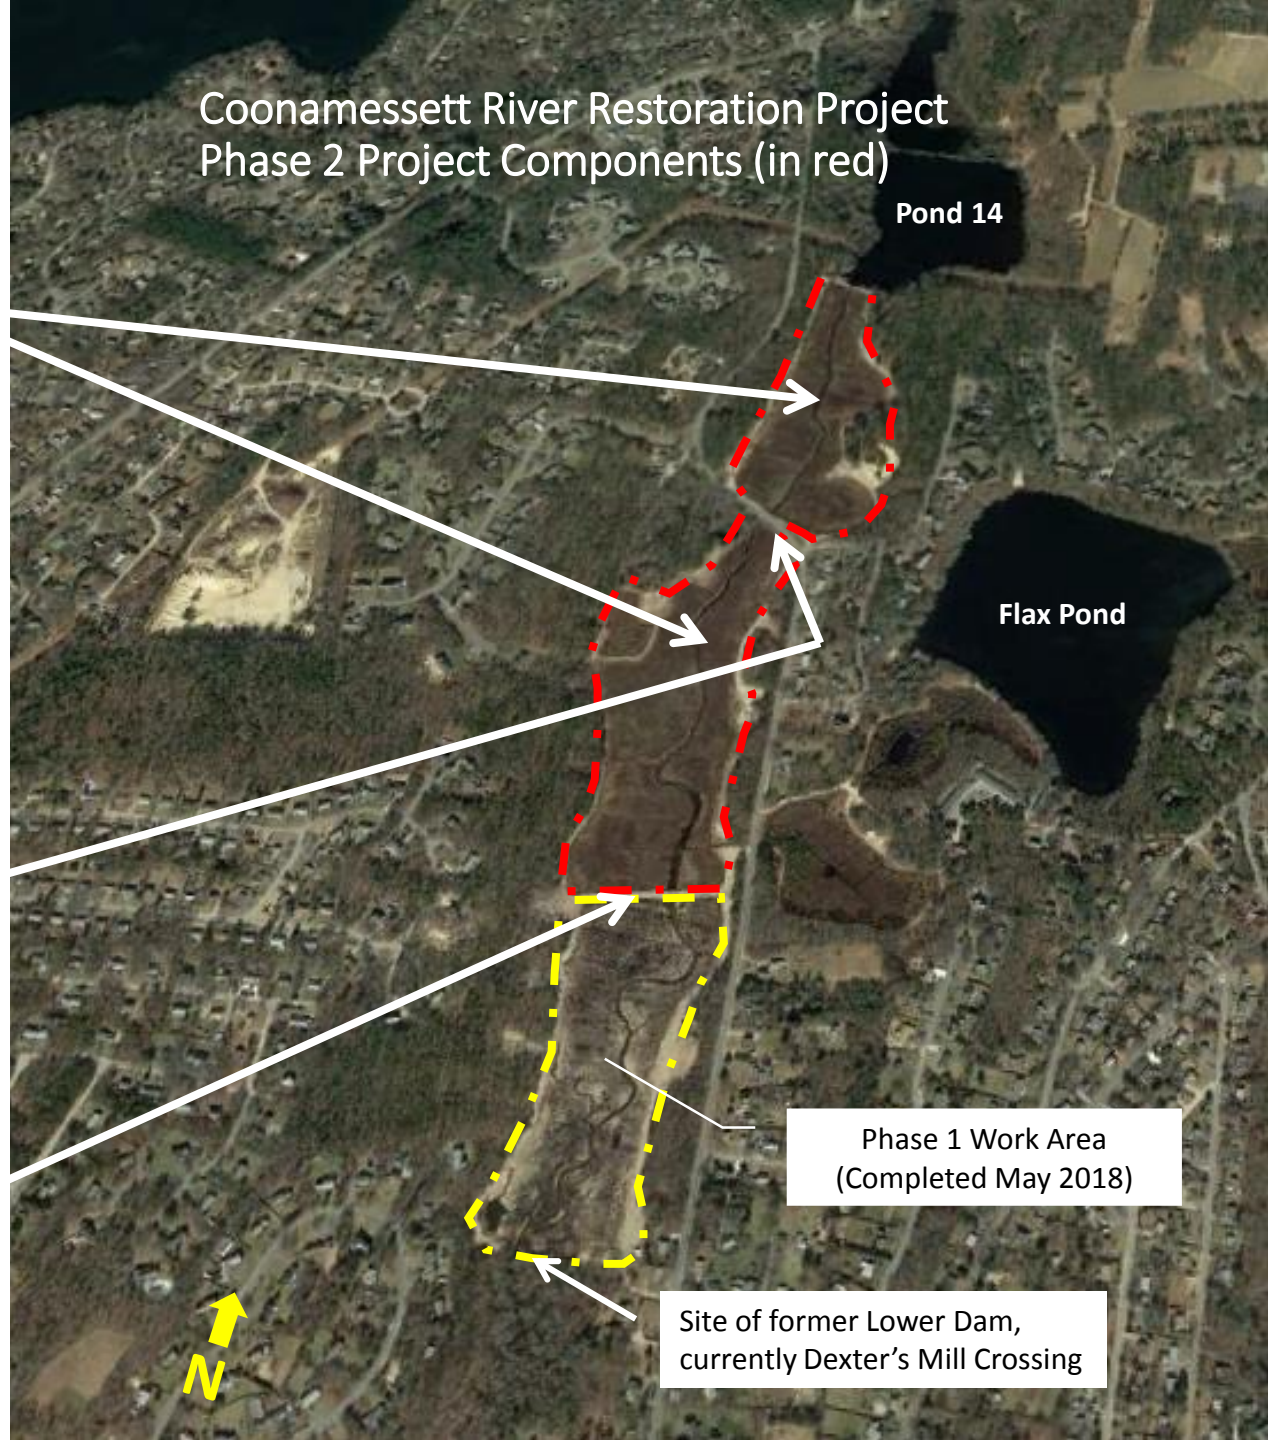 Coonamessett River Restoration Project
Phase 2 Project Components (in red)
Pond 14
Flax Pond
Phase 1 Work Area
(Completed May 2018)
Site of former Lower Dam,
currently Dexter's Mill Crossing
N